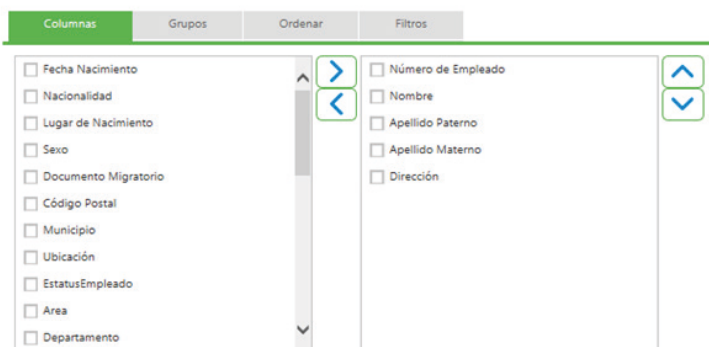 Columnas Grupos Ordenar Filtros
Fecha Nacimiento
Nacionalidad
Lugar de Nacimiento
Sexo
Documento Migratorio
Código Postal
Municipio
Ubicación
EstatusEmpleado
Area
Departamento
Número de Empleado
Nombre
Apellido Paterno
Apellido Materno
Dirección